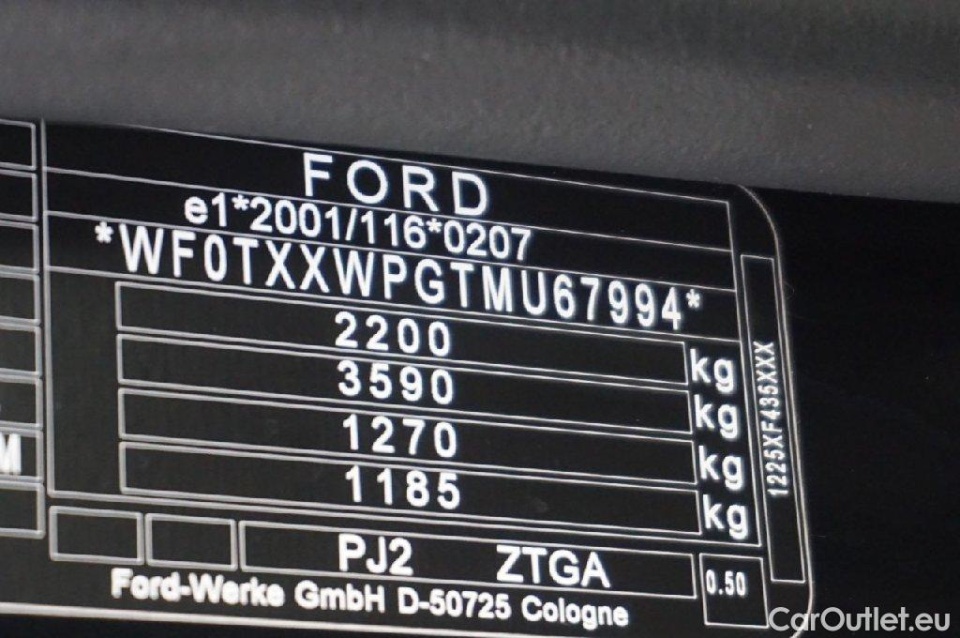 FORD
e1*2001/116*0207
*WF0TXXWPGTMU67994*
2200 kg
3590 kg
1270 kg
1185 kg
1225XF435XXX
M
PJ2 ZTGA
0.50
Ford-Werke GmbH D-50725 Cologne
CarOutlet.eu